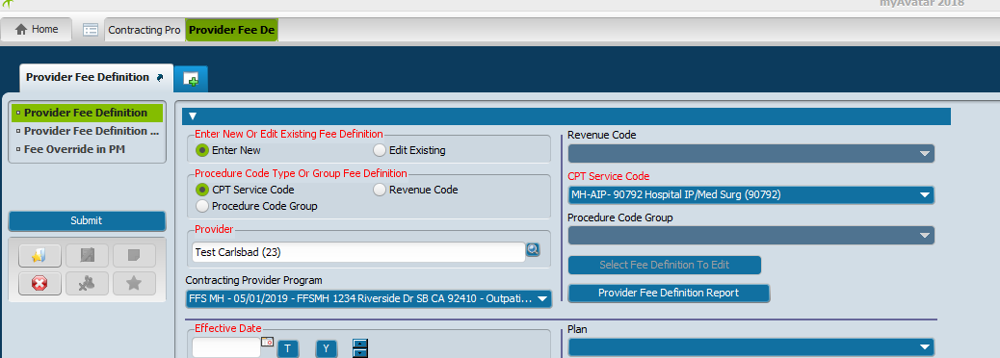 myAvatar 2018
Home
Contracting Pro
Provider Fee De
Provider Fee Definition
Provider Fee Definition
Provider Fee Definition ...
Fee Override in PM
Submit
Enter New Or Edit Existing Fee Definition
Enter New
Edit Existing
Procedure Code Type Or Group Fee Definition
CPT Service Code
Revenue Code
Procedure Code Group
Provider
Test Carlsbad (23)
Contracting Provider Program
FFS MH - 05/01/2019 - FFSMH 1234 Riverside Dr SB CA 92410 - Outpati...
Effective Date
T
Y
Revenue Code
CPT Service Code
MH-AIP- 90792 Hospital IP/Med Surg (90792)
Procedure Code Group
Select Fee Definition To Edit
Provider Fee Definition Report
Plan